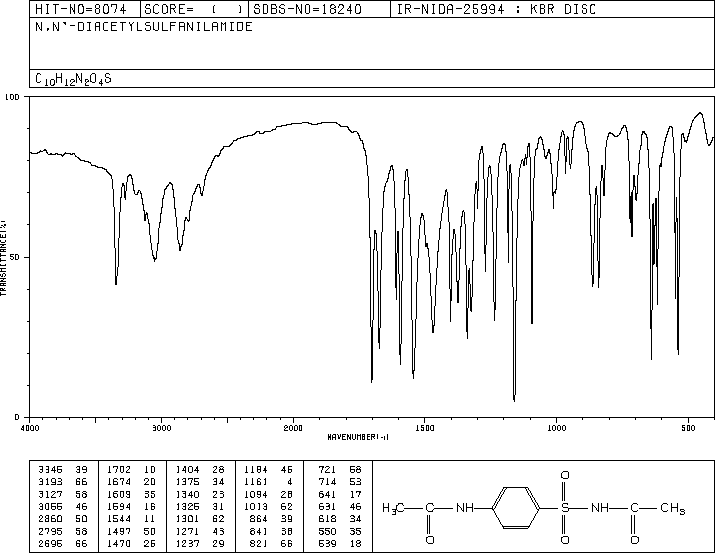 HIT-NO=8074 SCORE= ( ) SDBS-NO=18240 IR-NIDA-25994 : KBR DISC
N,N'-DIACETYLSULFANILAMIDE
C10H12N2O4S
100
50
0
TRANSMITTANCE(%)
4000 3000 2000 1500 1000 500
WAVENUMBER(-1)
3345 39 1702 10 1404 28 1184 45 721 58
3193 66 1674 20 1375 34 1161 4 714 53
3127 58 1609 35 1340 23 1094 28 641 17
3055 46 1594 16 1325 31 1013 62 631 46
2860 50 1544 11 1301 62 864 39 618 34
2795 58 1497 50 1271 43 841 38 550 35
2695 66 1470 25 1237 29 821 66 539 18
O
H3C NH S NH CH3
O O O